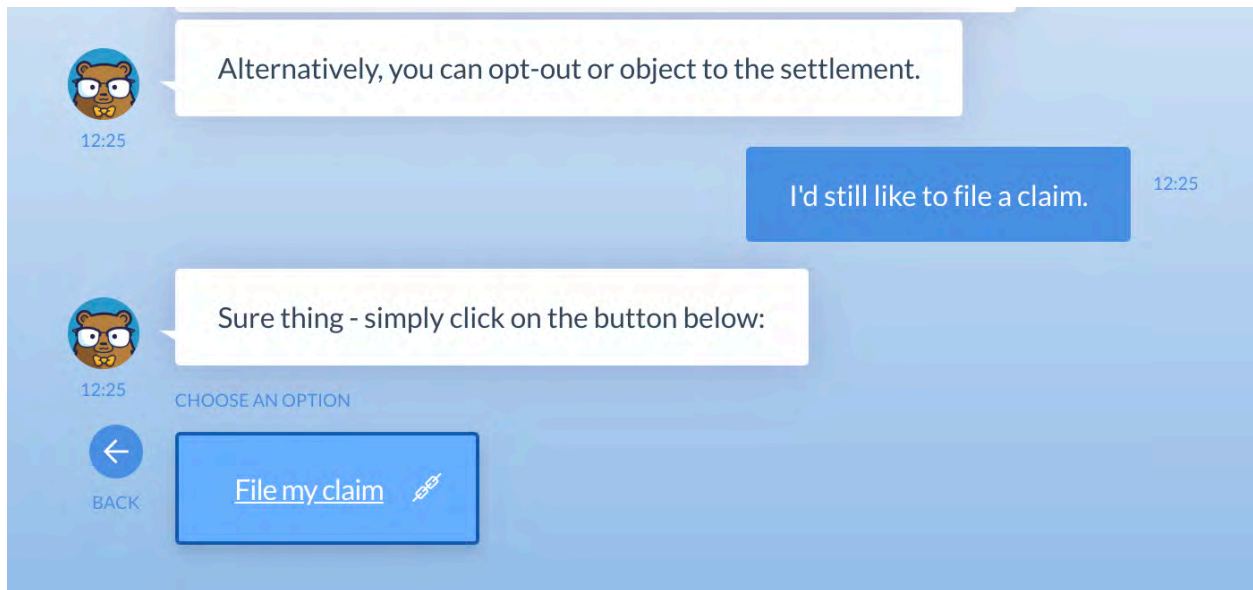 Alternatively, you can opt-out or object to the settlement.
12:25
I'd still like to file a claim.
12:25
Sure thing - simply click on the button below:
12:25
CHOOSE AN OPTION
File my claim
BACK